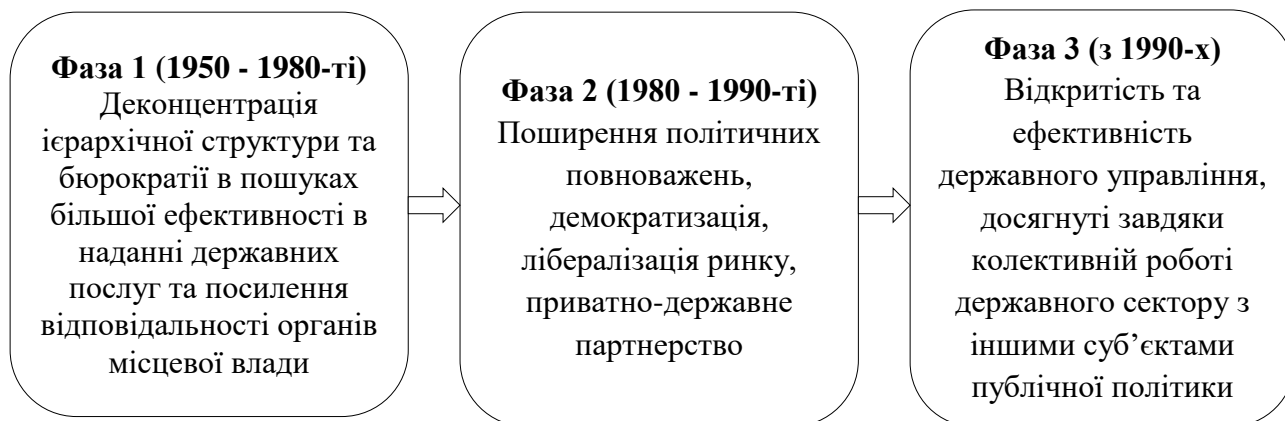 Фаза 1 (1950 - 1980-ті)
Деконцентрація
ієрархічної структури та
бюрократії в пошуках
більшої ефективності в
наданні державних
послуг та посилення
відповідальності органів
місцевої влади
Фаза 2 (1980 - 1990-ті)
Поширення політичних
повноважень,
демократизація,
лібералізація ринку,
приватно-державне
партнерство
Фаза 3 (з 1990-х)
Відкритість та
ефективність
державного управління,
досягнуті завдяки
колективній роботі
державного сектору з
іншими суб’єктами
публічної політики